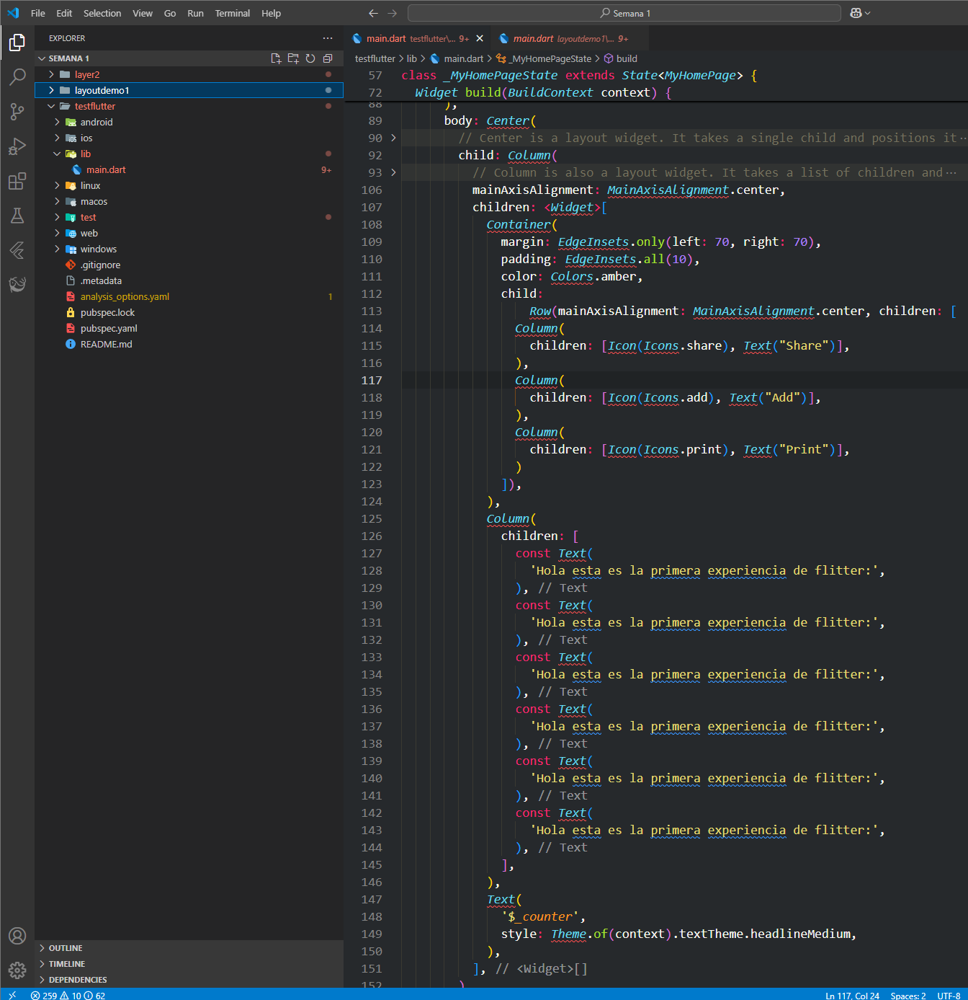 File Edit Selection View Go Run Terminal Help
Semana 1
EXPLORER
SEMANA 1
layer2
layoutdemo1
testflutter
android
ios
lib
main.dart 9+
linux
macos
test
web
windows
.gitignore
.metadata
analysis_options.yaml 1
pubspec.lock
pubspec.yaml
README.md
OUTLINE
TIMELINE
DEPENDENCIES
main.dart testflutter\... 9+
main.dart layoutdemo1\... 9+
testflutter > lib > main.dart > _MyHomePageState > build
57 class _MyHomePageState extends State<MyHomePage> {
72 Widget build(BuildContext context) {
88 ),
89 body: Center(
90 // Center is a layout widget. It takes a single child and positions it...
92 child: Column(
93 // Column is also a layout widget. It takes a list of children and...
106 mainAxisAlignment: MainAxisAlignment.center,
107 children: <Widget>[
108 Container(
109 margin: EdgeInsets.only(left: 70, right: 70),
110 padding: EdgeInsets.all(10),
111 color: Colors.amber,
112 child:
113 Row(mainAxisAlignment: MainAxisAlignment.center, children: [
114 Column(
115 children: [Icon(Icons.share), Text("Share")],
116 ),
117 Column(
118 children: [Icon(Icons.add), Text("Add")],
119 ),
120 Column(
121 children: [Icon(Icons.print), Text("Print")],
122 )
123 ]),
124 ),
125 Column(
126 children: [
127 const Text(
128 'Hola esta es la primera experiencia de flitter:',
129 ), // Text
130 const Text(
131 'Hola esta es la primera experiencia de flitter:',
132 ), // Text
133 const Text(
134 'Hola esta es la primera experiencia de flitter:',
135 ), // Text
136 const Text(
137 'Hola esta es la primera experiencia de flitter:',
138 ), // Text
139 const Text(
140 'Hola esta es la primera experiencia de flitter:',
141 ), // Text
142 const Text(
143 'Hola esta es la primera experiencia de flitter:',
144 ), // Text
145 ],
146 ),
147 Text(
148 '$_counter',
149 style: Theme.of(context).textTheme.headlineMedium,
150 ),
151 ], // <Widget>[]
152 )
259 10 62
Ln 117, Col 24 Spaces: 2 UTF-8